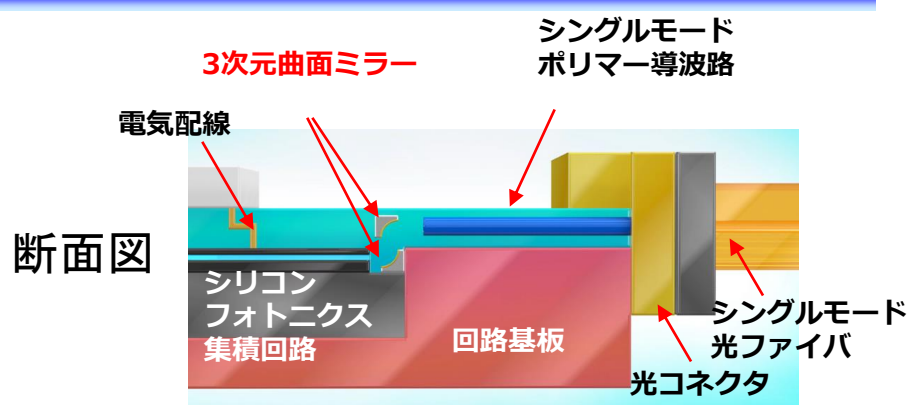 シングルモード
ポリマー導波路
3次元曲面ミラー
電気配線
断面図
シリコン
フォトニクス
集積回路
回路基板
シングルモード
光ファイバ
光コネクタ